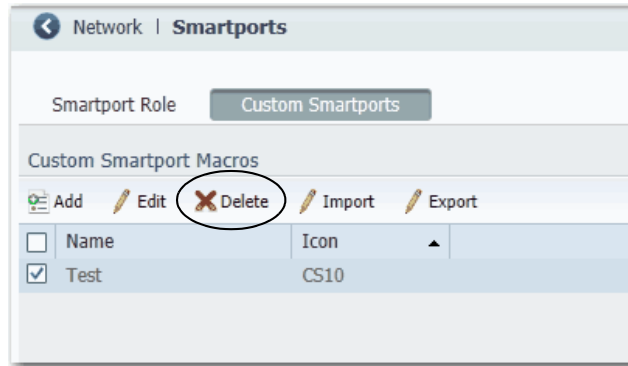 Network | Smartports
Smartport Role Custom Smartports
Custom Smartport Macros
Add Edit Delete Import Export
Name Icon
Test CS10